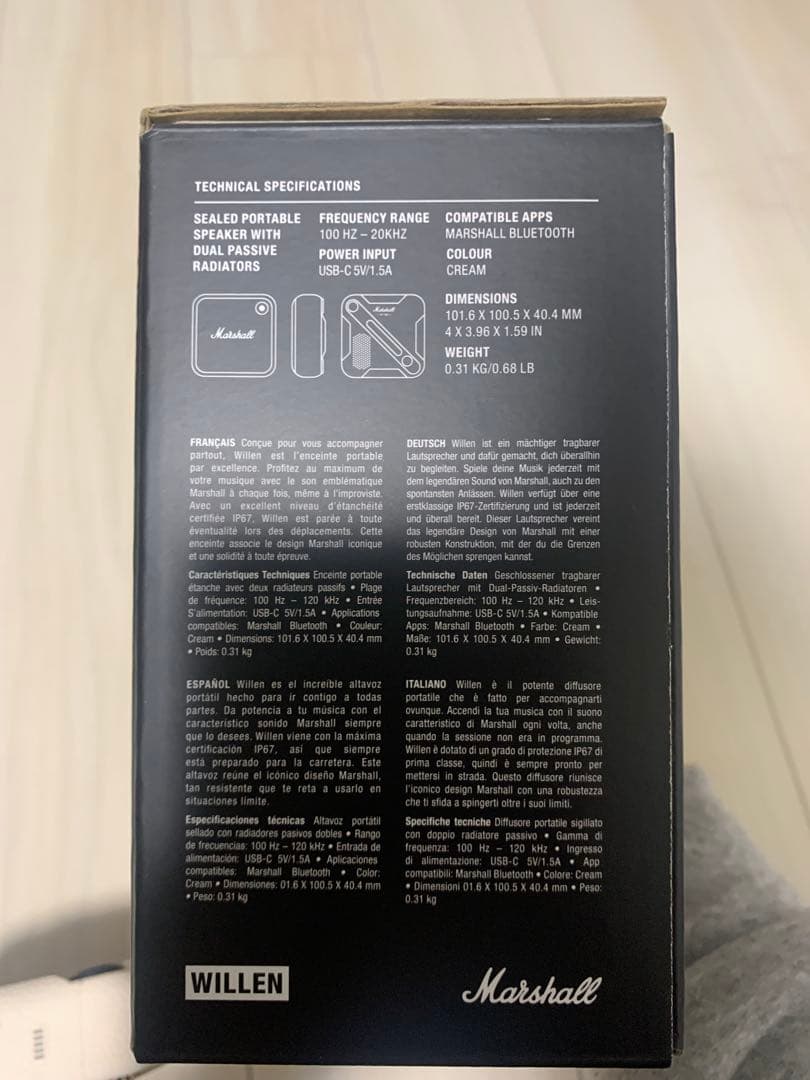 TECHNICAL SPECIFICATIONS
SEALED PORTABLE
SPEAKER WITH
DUAL PASSIVE
RADIATORS
FREQUENCY RANGE
100 HZ – 20KHZ
POWER INPUT
USB-C 5V/1.5A
COMPATIBLE APPS
MARSHALL BLUETOOTH
COLOUR
CREAM
DIMENSIONS
101.6 X 100.5 X 40.4 MM
4 X 3.96 X 1.59 IN
WEIGHT
0.31 KG/0.68 LB
Marshall
Marshall
FRANÇAIS Conçue pour vous accompagner
partout, Willen est l'enceinte portable
par excellence. Profitez au maximum de
votre musique avec le son emblématique
Marshall à chaque fois, même à l'improviste.
Avec un excellent niveau d'étanchéité
certifiée IP67, Willen est parée à toute
éventualité lors des déplacements. Cette
enceinte associe le design Marshall iconique
et une solidité à toute épreuve.
Caractéristiques Techniques Enceinte portable
étanche avec deux radiateurs passifs • Plage
de fréquence: 100 Hz – 120 kHz • Entrée
S'alimentation: USB-C 5V/1.5A • Applications
compatibles: Marshall Bluetooth • Couleur:
Cream • Dimensions: 101.6 X 100.5 X 40.4 mm
• Poids: 0.31 kg
DEUTSCH Willen ist ein mächtiger tragbarer
Lautsprecher und dafür gemacht, dich überallhin
zu begleiten. Spiele deine Musik jederzeit mit
dem legendären Sound von Marshall, auch zu den
spontansten Anlässen. Willen verfügt über eine
erstklassige IP67-Zertifizierung und ist jederzeit
und überall bereit. Dieser Lautsprecher vereint
das legendäre Design von Marshall mit einer
robusten Konstruktion, mit der du die Grenzen
des Möglichen sprengen kannst.
Technische Daten Geschlossener tragbarer
Lautsprecher mit Dual-Passiv-Radiatoren •
Frequenzbereich: 100 Hz – 120 kHz • Leis-
tungsaufnahme: USB-C 5V/1.5A • Kompatible
Apps: Marshall Bluetooth • Farbe: Cream •
Maße: 101.6 X 100.5 X 40.4 mm • Gewicht:
0.31 kg
ESPAÑOL Willen es el increíble altavoz
portátil hecho para ir contigo a todas
partes. Da potencia a tu música con el
característico sonido Marshall siempre
que lo desees. Willen viene con la máxima
certificación IP67, así que siempre
está preparado para la carretera. Este
altavoz reúne el icónico diseño Marshall,
tan resistente que te reta a usarlo en
situaciones límite.
Especificaciones técnicas Altavoz portátil
sellado con radiadores pasivos dobles • Rango
de frecuencias: 100 Hz – 120 kHz • Entrada de
alimentación: USB-C 5V/1.5A • Aplicaciones
compatibles: Marshall Bluetooth • Color:
Cream • Dimensiones: 01.6 X 100.5 X 40.4 mm
• Peso: 0.31 kg
ITALIANO Willen è il potente diffusore
portatile che è fatto per accompagnarti
ovunque. Accendi la tua musica con il suono
caratteristico di Marshall ogni volta, anche
quando la sessione non era in programma.
Willen è dotato di un grado di protezione IP67 di
prima classe, quindi è sempre pronto per
mettersi in strada. Questo diffusore riunisce
l'iconico design Marshall con una robustezza
che ti sfida a spingerti oltre i suoi limiti.
Specifiche tecniche Diffusore portatile sigillato
con doppio radiatore passivo • Gamma di
frequenza: 100 Hz – 120 kHz • Ingresso
di alimentazione: USB-C 5V/1.5A • App
compatibili: Marshall Bluetooth • Colore: Cream
• Dimensioni 01.6 X 100.5 X 40.4 mm • Peso:
0.31 kg
WILLEN
Marshall